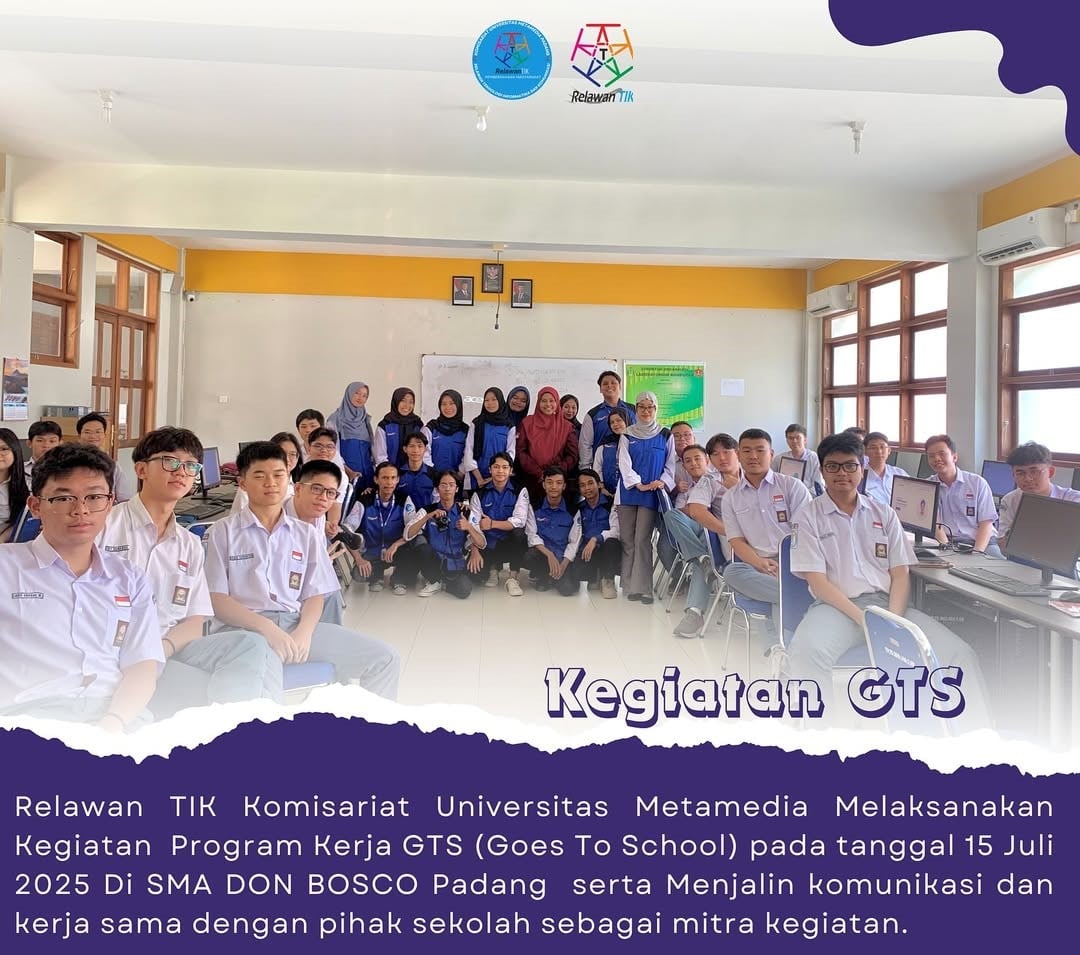 RelawanTIK
Relawan TIK
acer
Kegiatan GTS
Relawan TIK Komisariat Universitas Metamedia Melaksanakan
Kegiatan Program Kerja GTS (Goes To School) pada tanggal 15 Juli
2025 Di SMA DON BOSCO Padang serta Menjalin komunikasi dan
kerja sama dengan pihak sekolah sebagai mitra kegiatan.